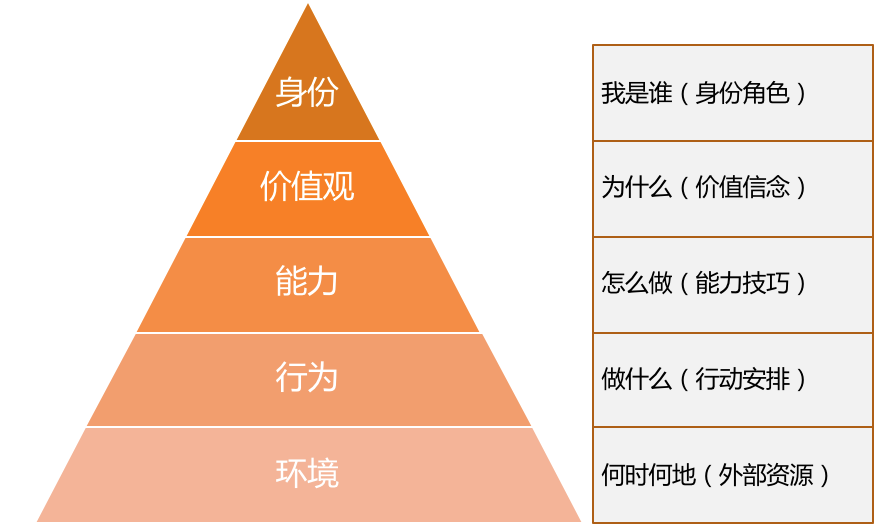 身份
我是谁（身份角色）
价值观
为什么（价值信念）
能力
怎么做（能力技巧）
行为
做什么（行动安排）
环境
何时何地（外部资源）